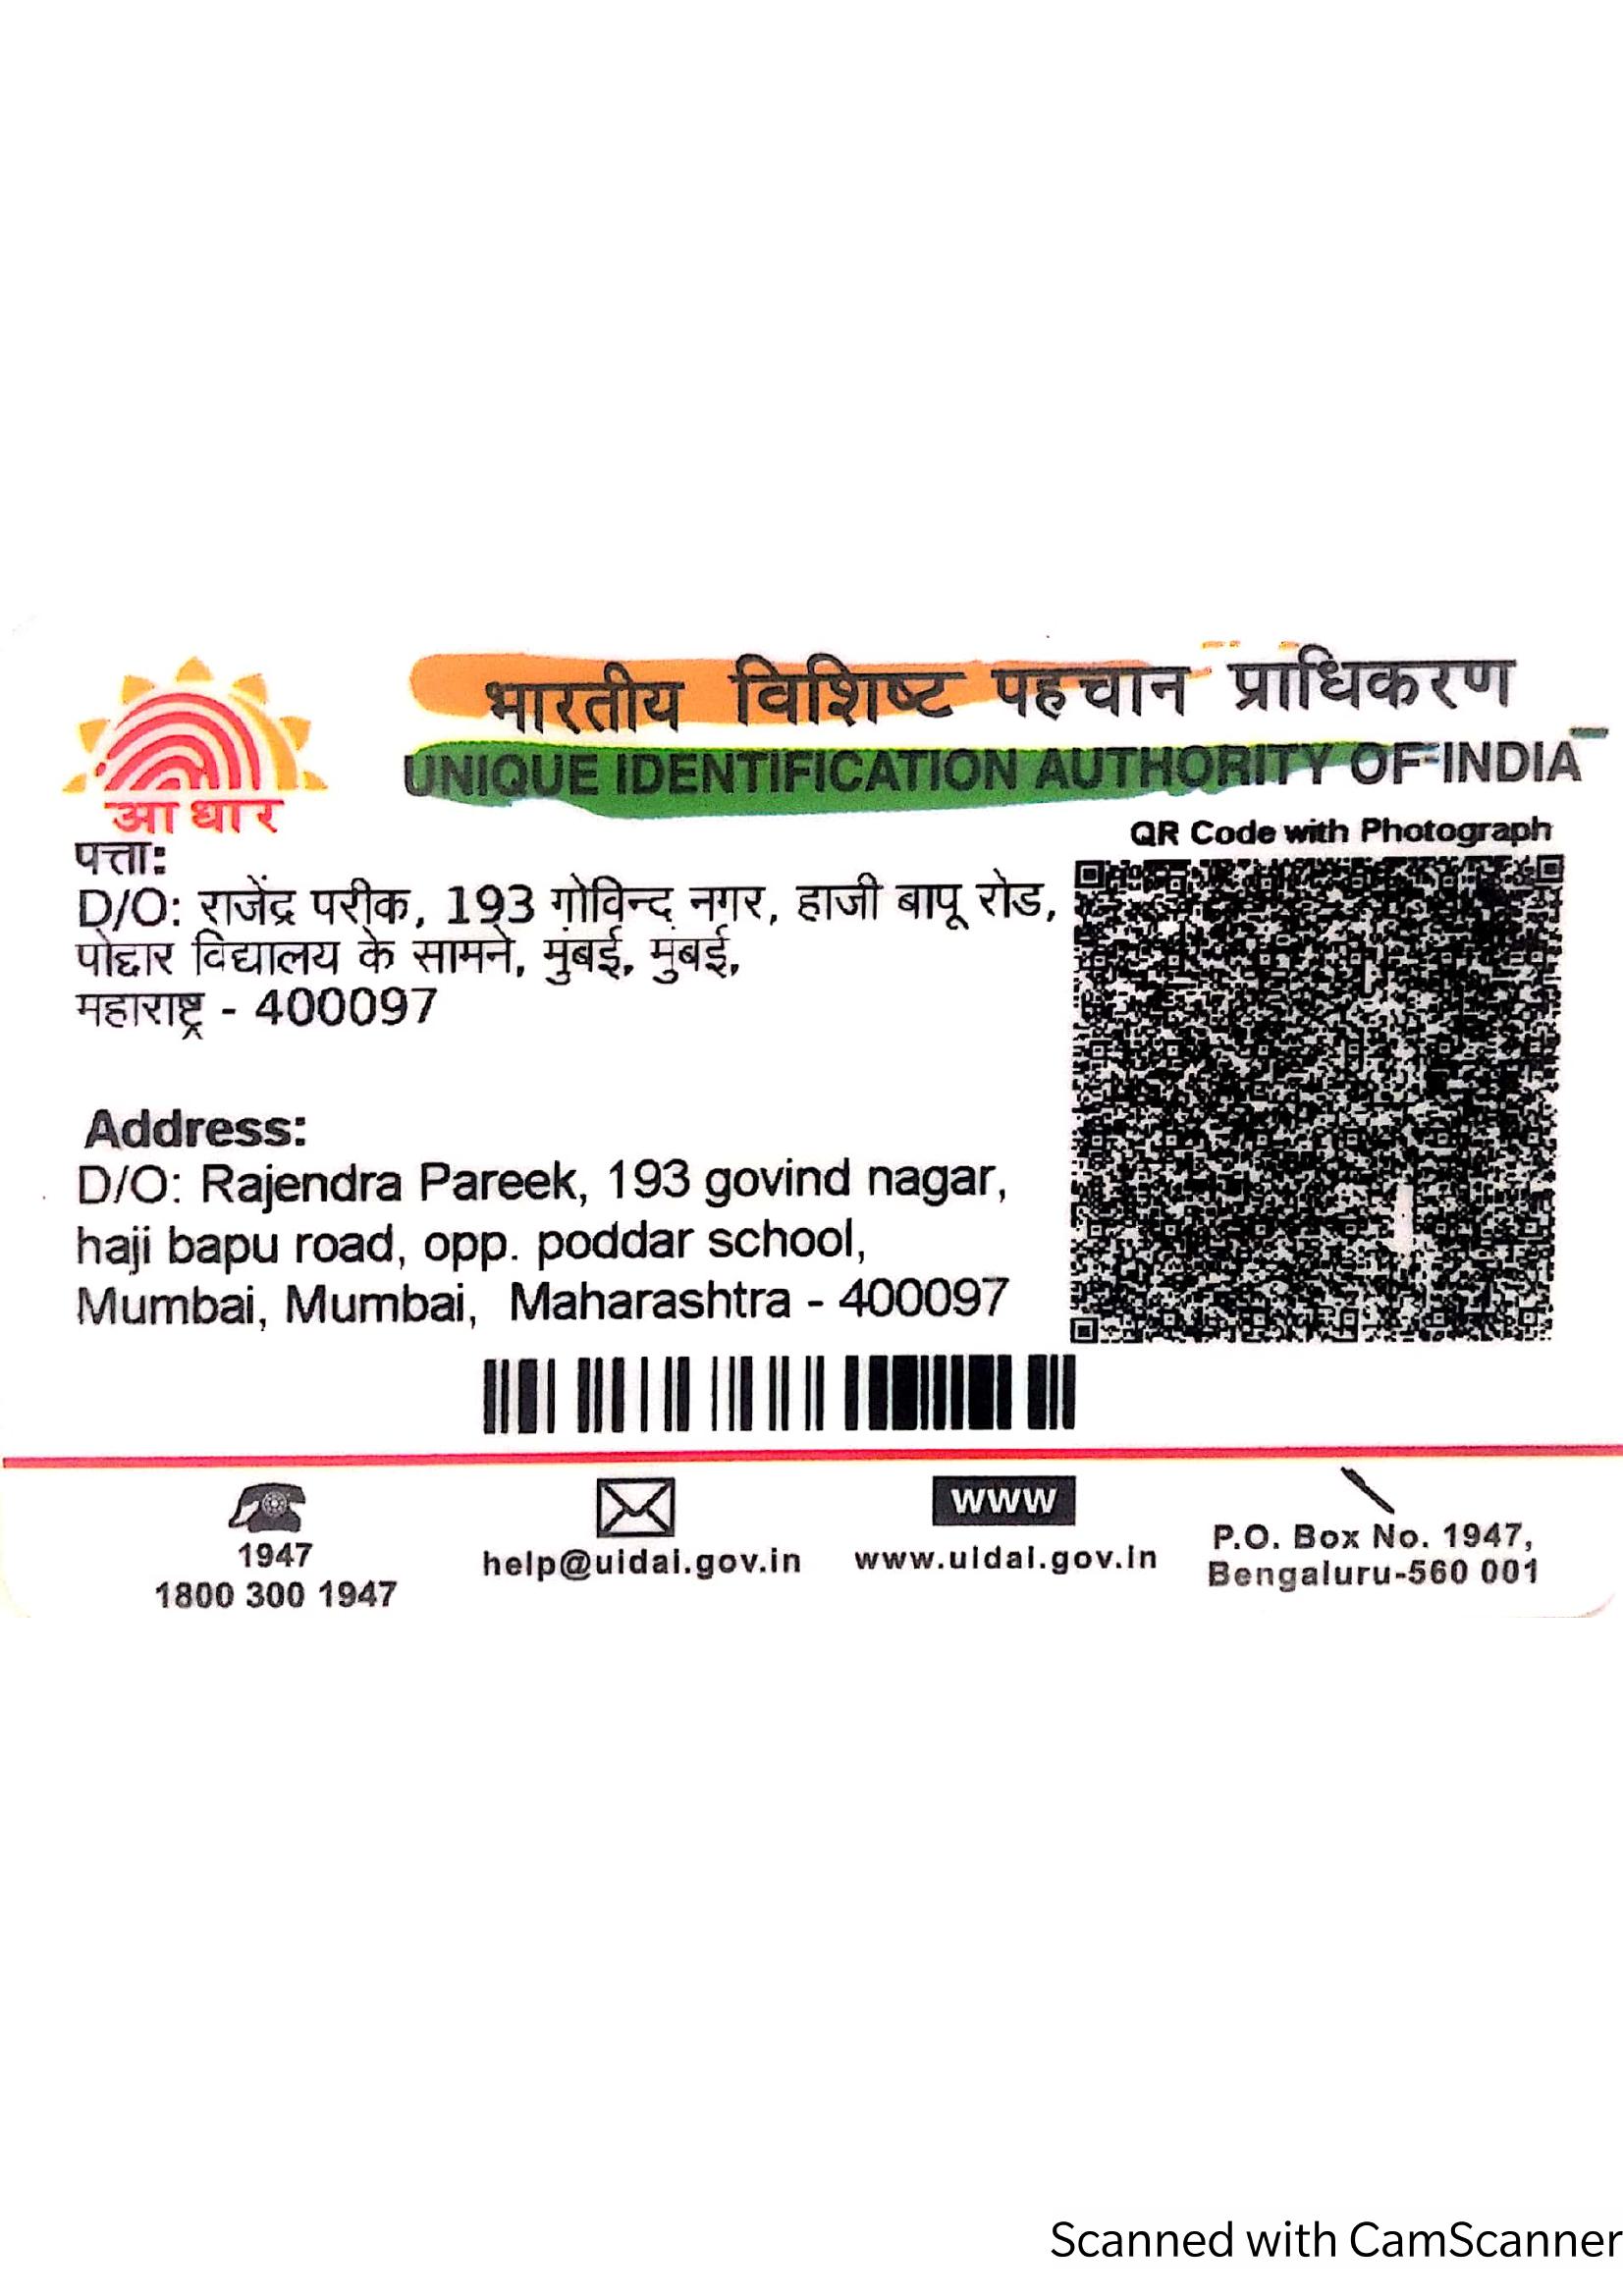 भारतीय विशिष्ट पहचान प्राधिकरण
UNIQUE IDENTIFICATION AUTHORITY OF INDIA
आधार
QR Code with Photograph
पत्ता:
D/O: राजेंद्र परीक, 193 गोविन्द नगर, हाजी बापू रोड,
पोद्दार विद्यालय के सामने, मुंबई, मुंबई,
महाराष्ट्र - 400097
Address:
D/O: Rajendra Pareek, 193 govind nagar,
haji bapu road, opp. poddar school,
Mumbai, Mumbai, Maharashtra - 400097
1947
1800 300 1947
help@uidai.gov.in
www
www.uidai.gov.in
P.O. Box No. 1947,
Bengaluru-560 001
Scanned with CamScanner